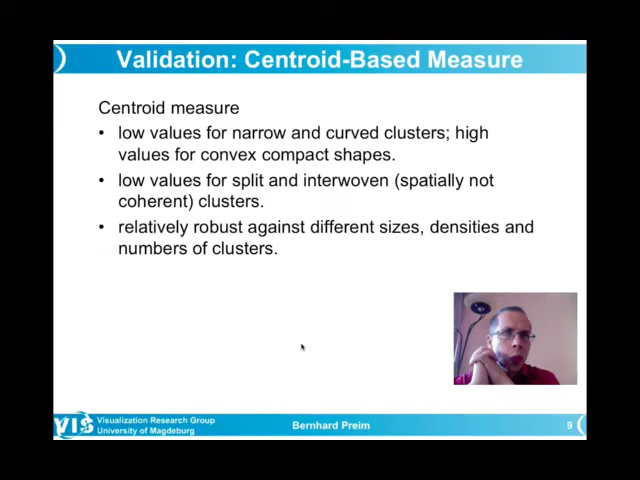 Validation: Centroid-Based Measure
Centroid measure
• low values for narrow and curved clusters; high
values for convex compact shapes.
• low values for split and interwoven (spatially not
coherent) clusters.
• relatively robust against different sizes, densities and
numbers of clusters.
VIS
Visualization Research Group
University of Magdeburg
Bernhard Preim
9